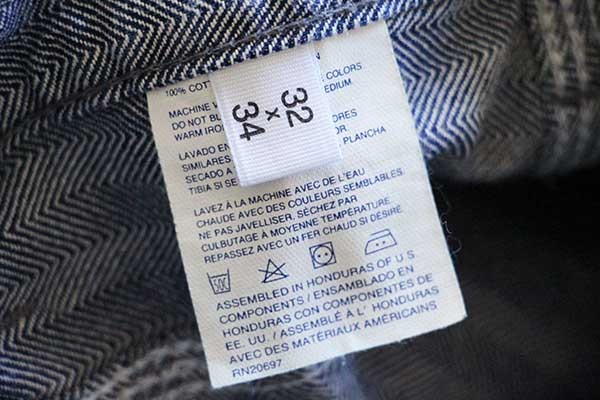 32
x
34
100% COTT
COLORS
MACHINE W
EDIUM.
DO NOT BL
WARM IRON
LAVADO EN
SIMILARES
PLANCHA
SECADO A
TIBIA SI SE
LAVEZ À LA MACHINE AVEC DE L'EAU
CHAUDE AVEC DES COULEURS SEMBLABLES.
NE PAS JAVELLISER. SÉCHEZ PAR
CULBUTAGE À MOYENNE TEMPÉRATURE.
REPASSEZ AVEC UN FER CHAUD SI DÉSIRÉ
ASSEMBLED IN HONDURAS OF U.S.
COMPONENTS / ENSAMBLADO EN
HONDURAS CON COMPONENTES DE
EE. UU. / ASSEMBLÉ À L' HONDURAS
AVEC DES MATÉRIAUX AMÉRICAINS
RN20697